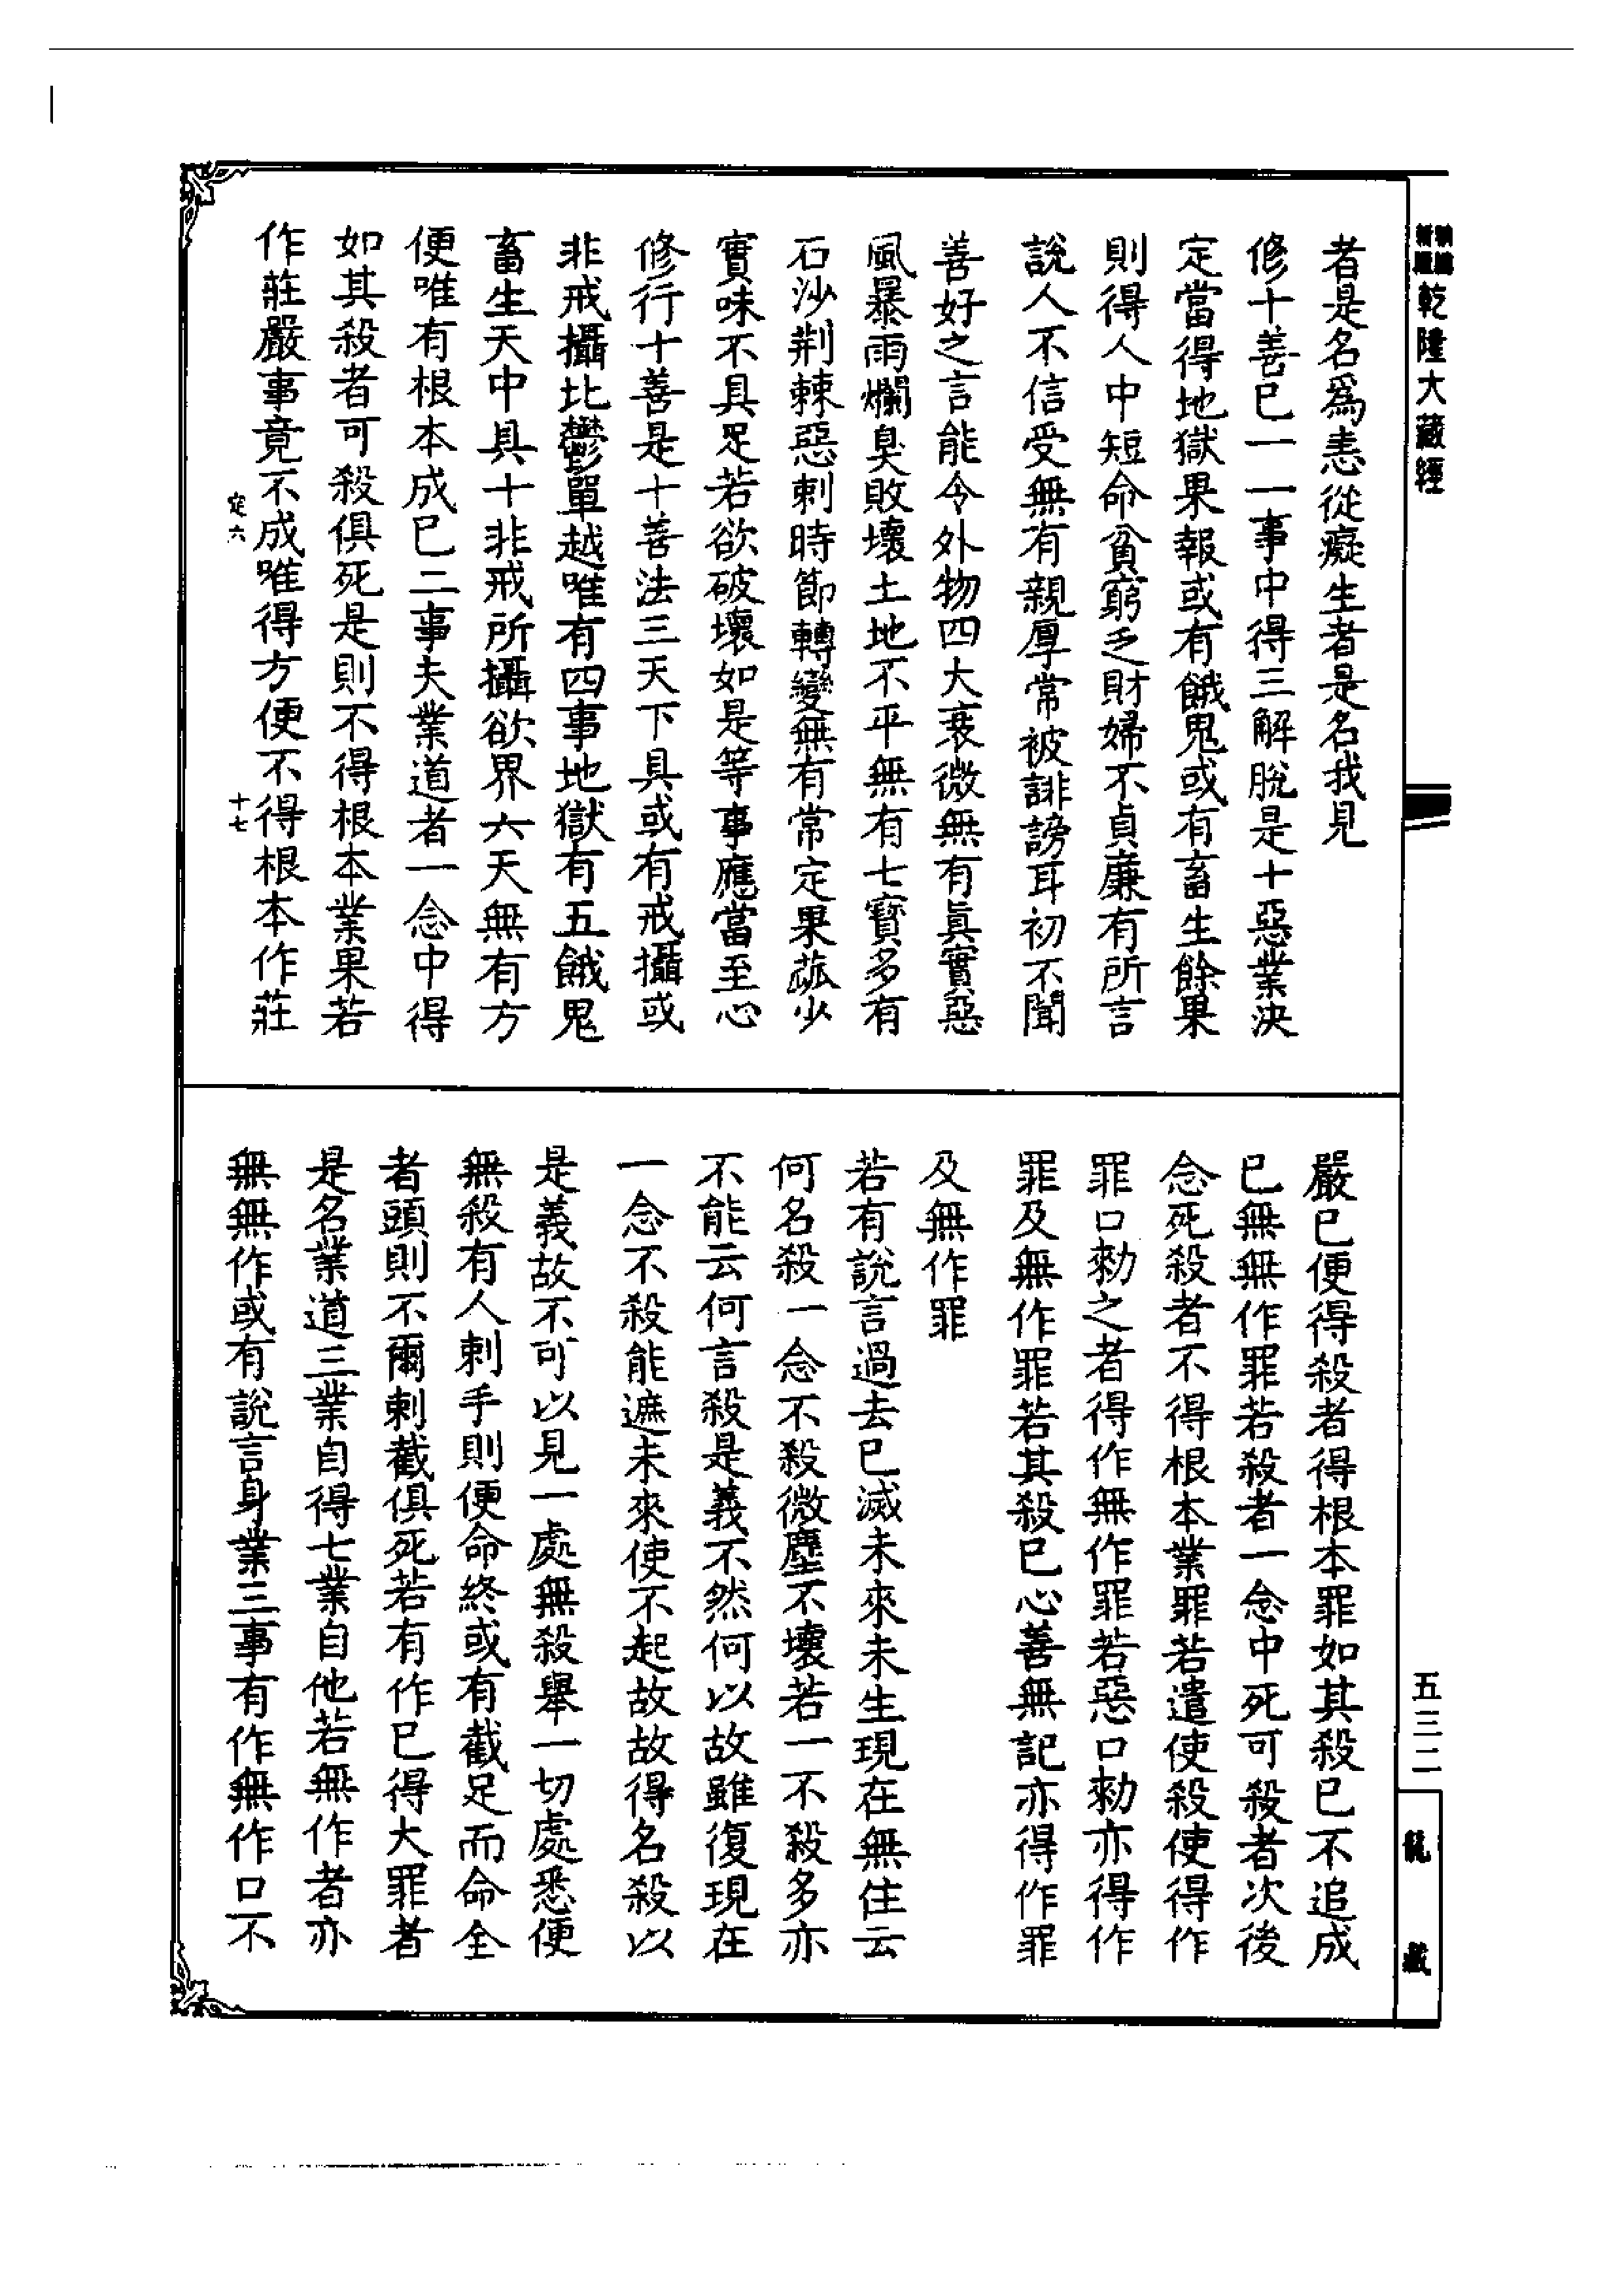 新編縮本乾隆大藏經
者是名爲恚從癡生者是名我見
修十善已一一事中得三解脫是十惡業決
定當得地獄果報或有餓鬼或有畜生餘果
則得人中短命貧窮乏財婦不貞廉有所言
說人不信受無有親厚常被誹謗耳初不聞
善好之言能令外物四大衰微無有眞實惡
風暴雨爛臭敗壞土地不平無有七寶多有
石沙荆棘惡刺時節轉變無有常定果蓏少
實味不具足若欲破壞如是等事應當至心
修行十善是十善法三天下具或有戒攝或
非戒攝比鬱單越唯有四事地獄有五餓鬼
畜生天中具十非戒所攝欲界六天無有方
便唯有根本成已二事夫業道者一念中得
如其殺者可殺俱死是則不得根本業果若
作莊嚴事竟不成唯得方便不得根本作莊
定六
十七
嚴已便得殺者得根本罪如其殺已不追成
已無無作罪若殺者一念中死可殺者次後
念死殺者不得根本業罪若遣使殺使得作
罪口勑之者得作無作罪若惡口勑亦得作
罪及無作罪若其殺已心善無記亦得作罪
及無作罪
若有說言過去已滅未來未生現在無住云
何名殺一念不殺微塵不壞若一不殺多亦
不能云何言殺是義不然何以故雖復現在
一念不殺能遮未來使不起故故得名殺以
是義故不可以見一處無殺舉一切處悉便
無殺有人刺手則便命終或有截足而命全
者頭則不爾刺截俱死若有作已得大罪者
是名業道三業自得七業自他若無作者亦
無無作或有說言身業三事有作無作口不
五三二
龍藏